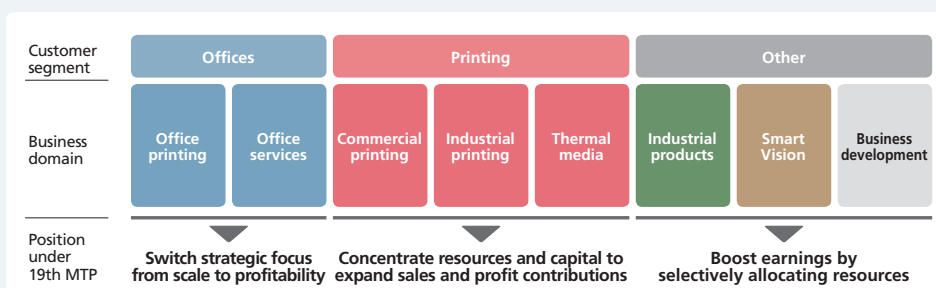 Customer
segment
Offices
Printing
Other
Business
domain
Office
printing
Office
services
Commercial
printing
Industrial
printing
Thermal
media
Industrial
products
Smart
Vision
Business
development
Position
under
19th MTP
Switch strategic focus
from scale to profitability
Concentrate resources and capital to
expand sales and profit contributions
Boost earnings by
selectively allocating resources